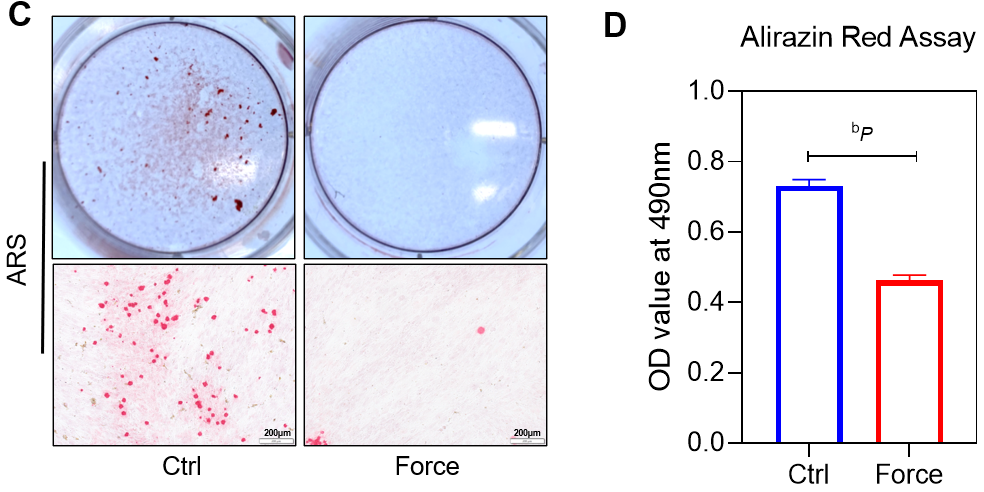 C
ARS
200µm
200µm
Ctrl
Force
D
Alirazin Red Assay
OD value at 490nm
1.0
0.8
0.6
0.4
0.2
0.0
bP
Ctrl
Force